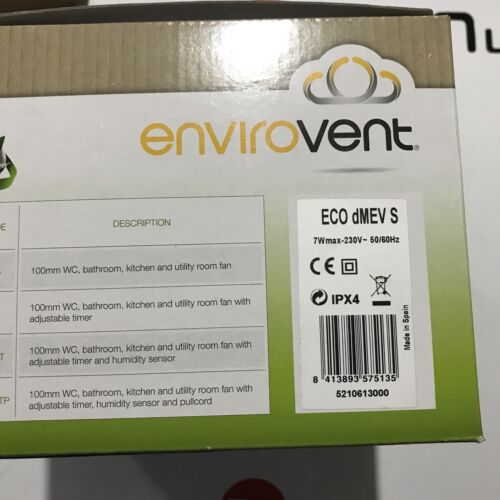 envirovent
DE DESCRIPTION
S 100mm WC, bathroom, kitchen and utility room fan
100mm WC, bathroom, kitchen and utility room fan with
adjustable timer
T 100mm WC, bathroom, kitchen and utility room fan with
adjustable timer and humidity sensor
TP 100mm WC, bathroom, kitchen and utility room fan with
adjustable timer, humidity sensor and pullcord
ECO dMEV S
7Wmax-230V~ 50/60Hz
CE
IPX4
Made in Spain
8 413893 575135
5210613000